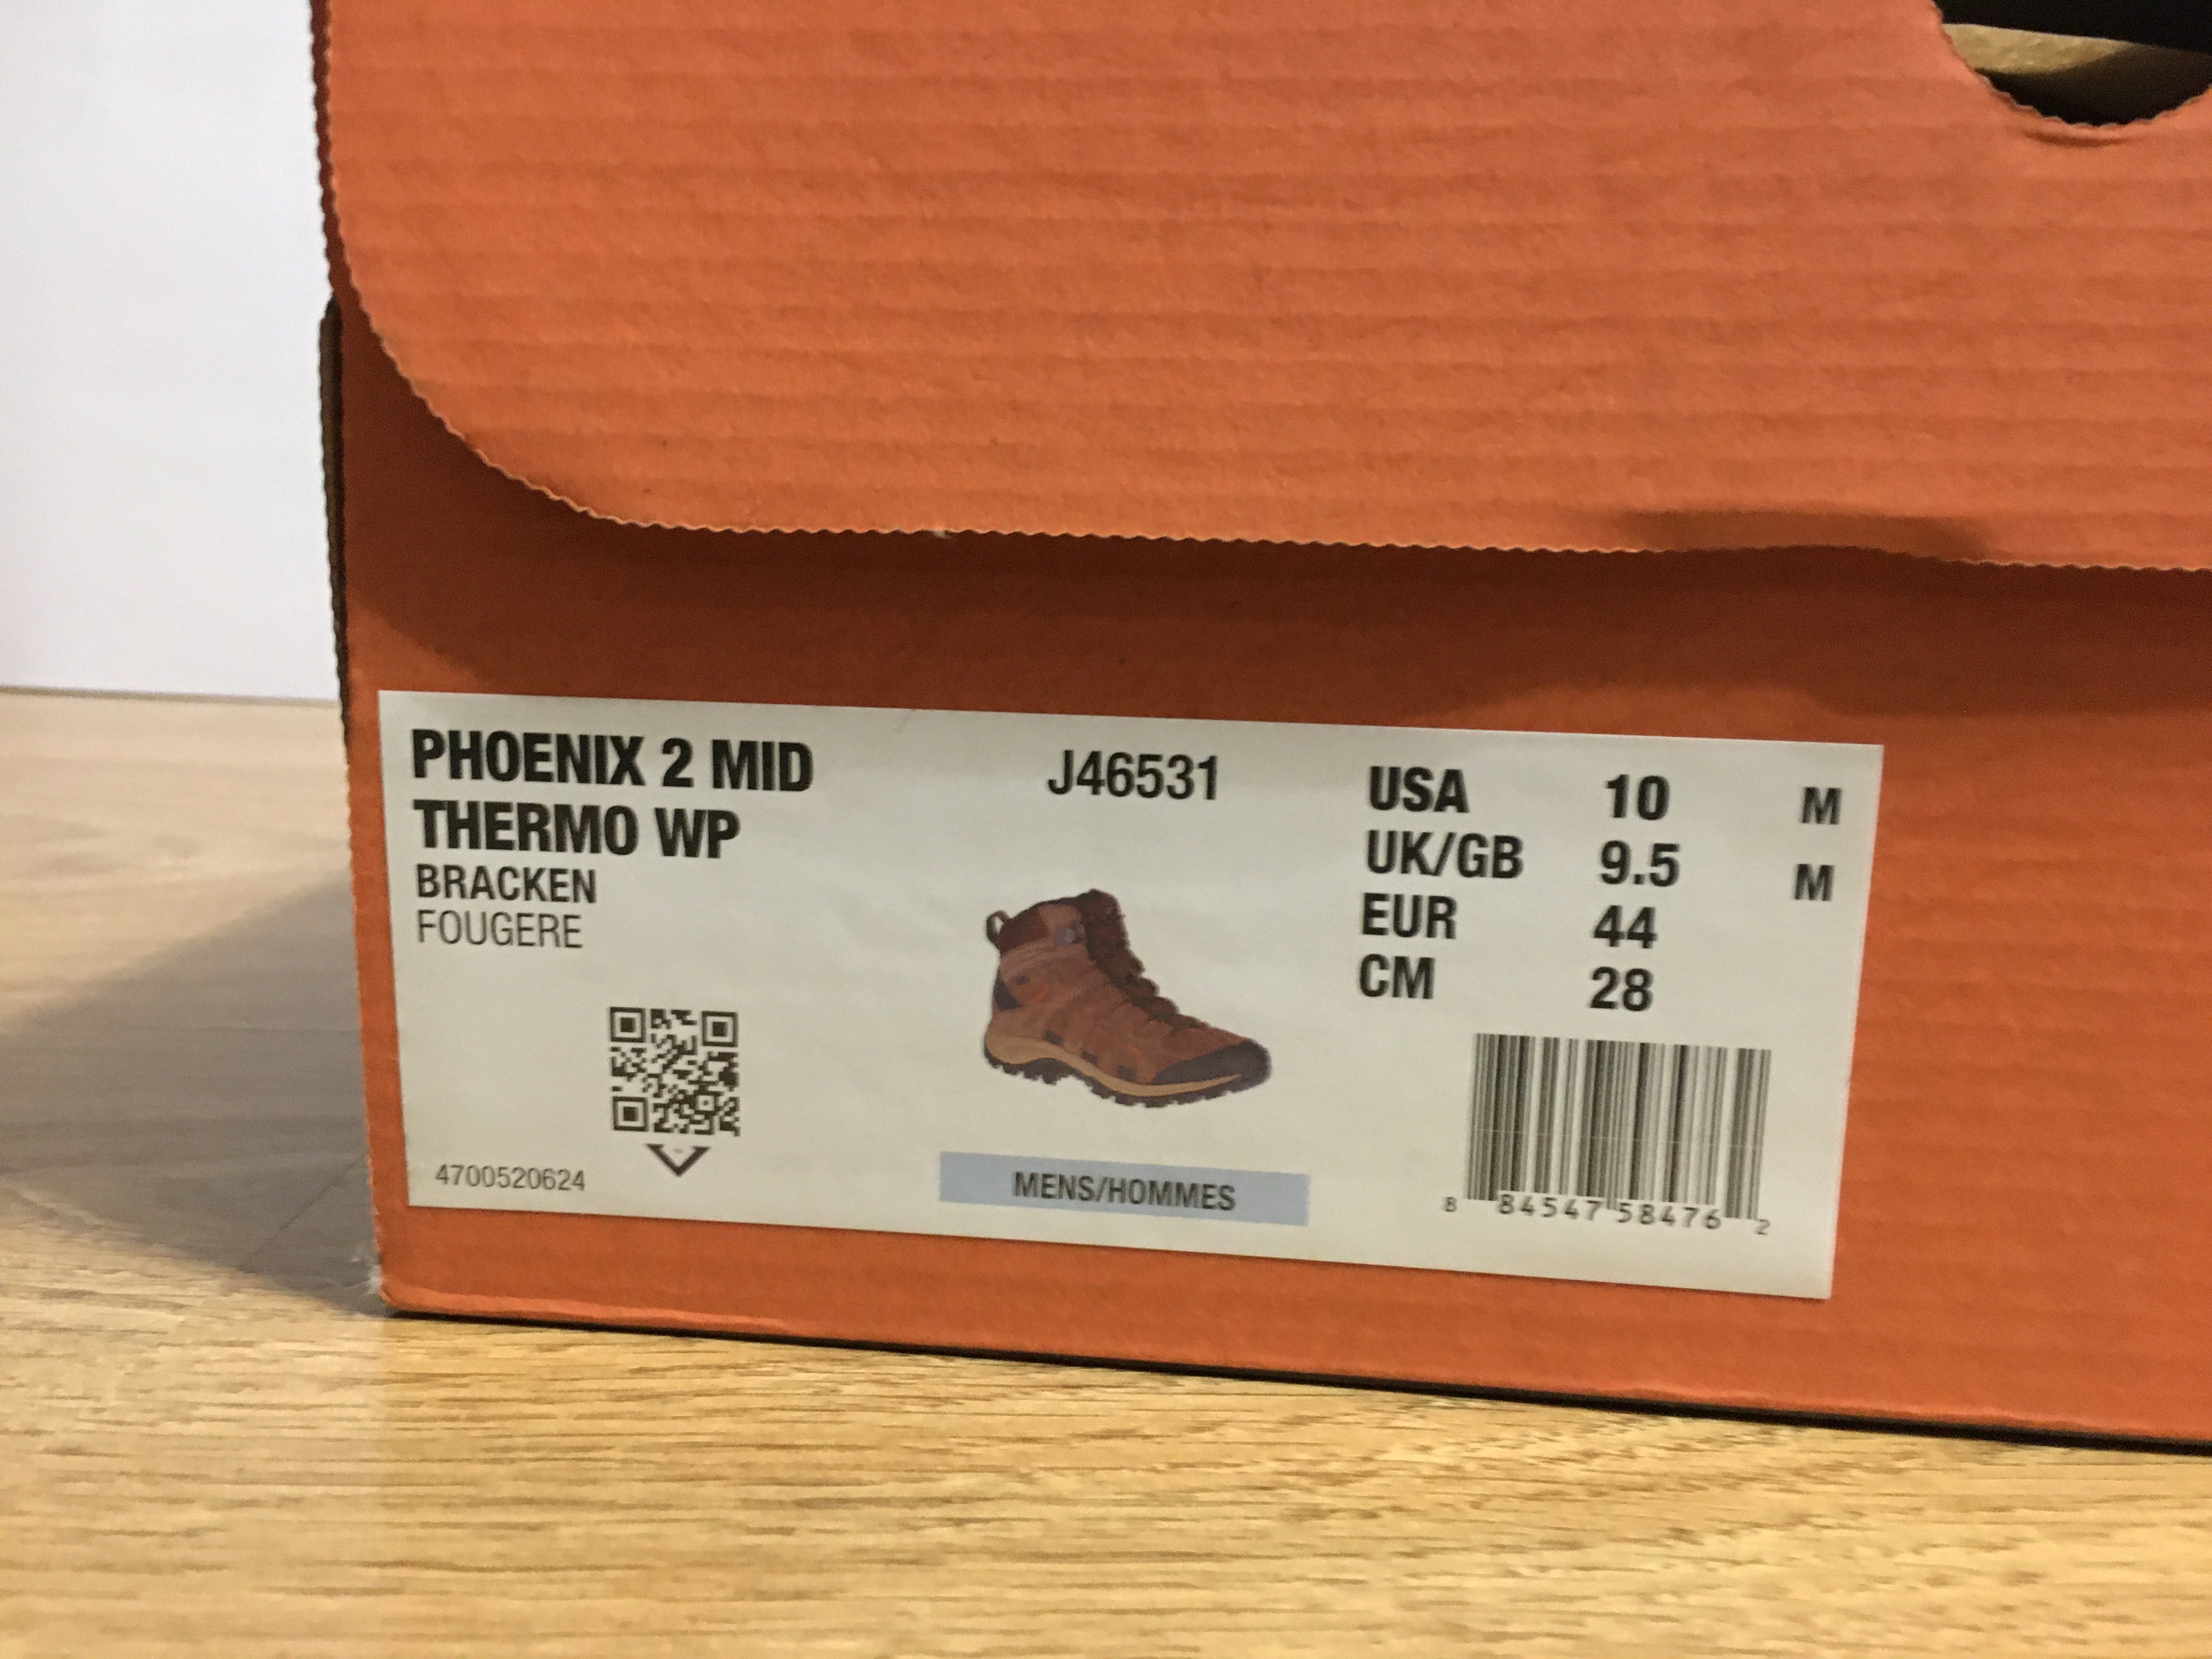 PHOENIX 2 MID
THERMO WP
BRACKEN
FOUGERE
4700520624
J46531
MENS/HOMMES
USA 10 M
UK/GB 9.5 M
EUR 44
CM 28
8 84547 58476 2